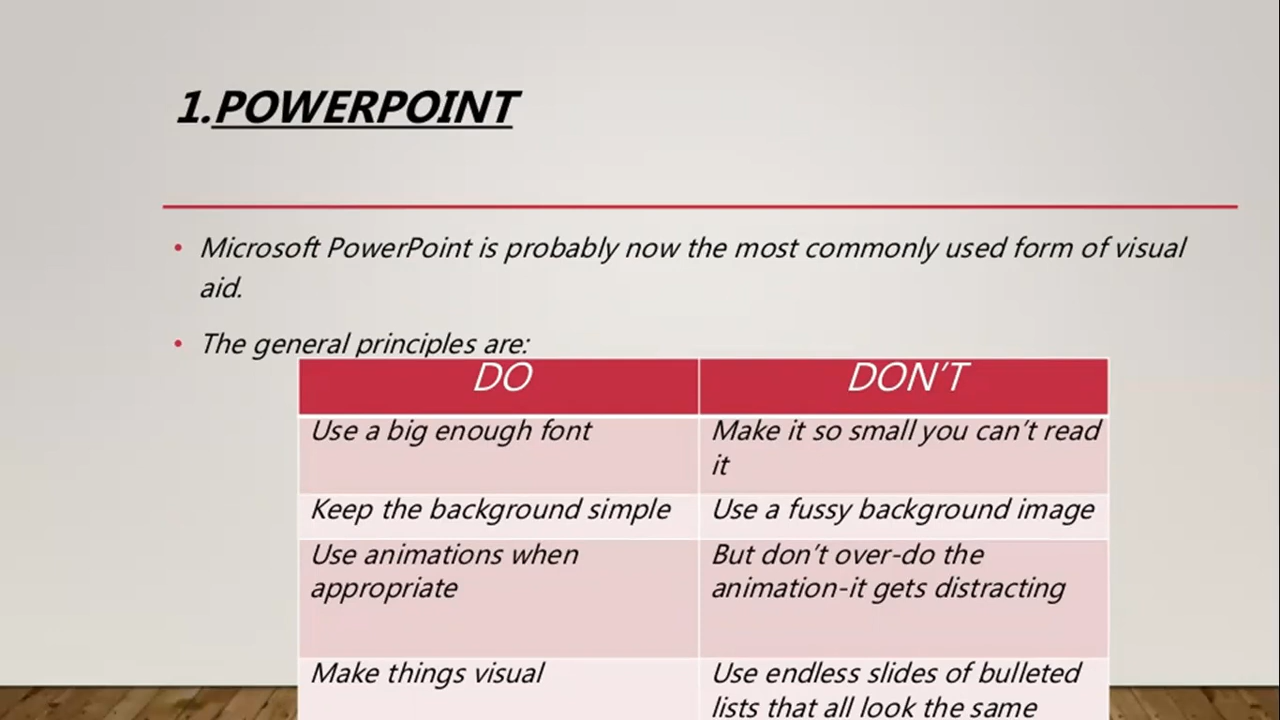 1.POWERPOINT
• Microsoft PowerPoint is probably now the most commonly used form of visual
aid.
• The general principles are:
DO
DON'T
Use a big enough font
Make it so small you can't read
it
Keep the background simple
Use a fussy background image
Use animations when
appropriate
But don't over-do the
animation-it gets distracting
Make things visual
Use endless slides of bulleted
lists that all look the same